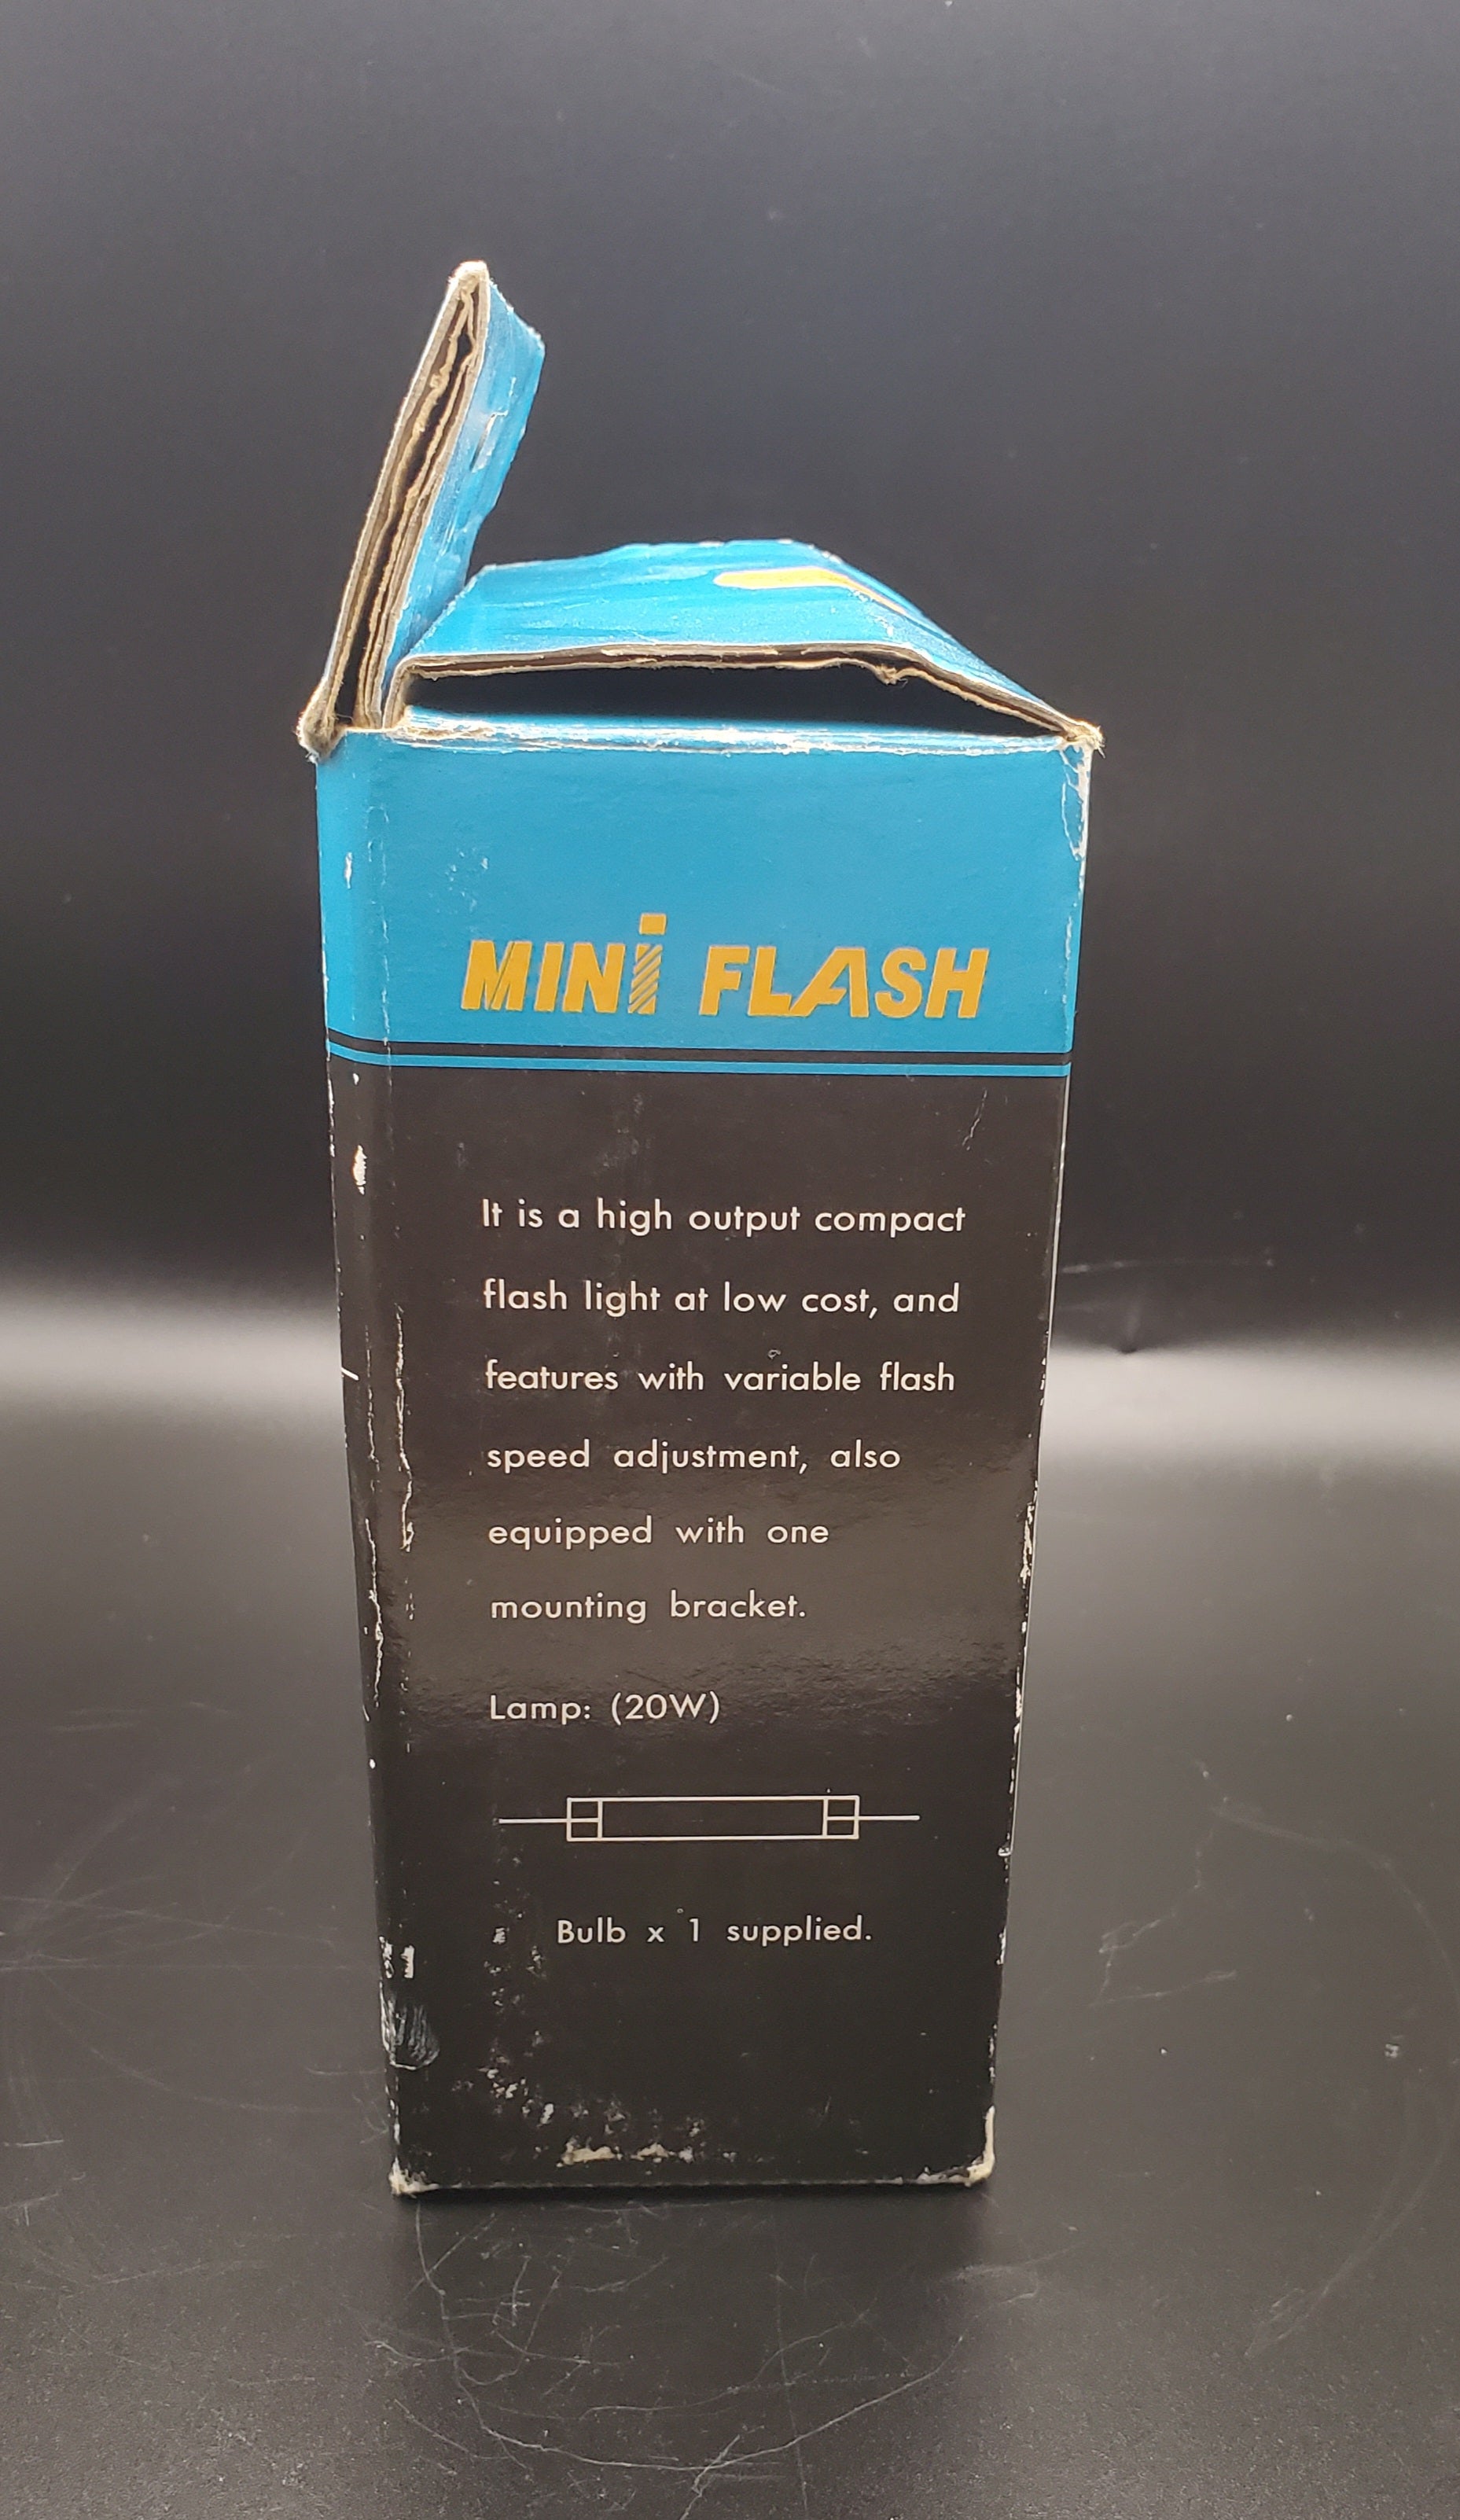 MINi FLASH
It is a high output compact
flash light at low cost, and
features with variable flash
speed adjustment, also
equipped with one
mounting bracket.
Lamp: (20W)
Bulb x 1 supplied.